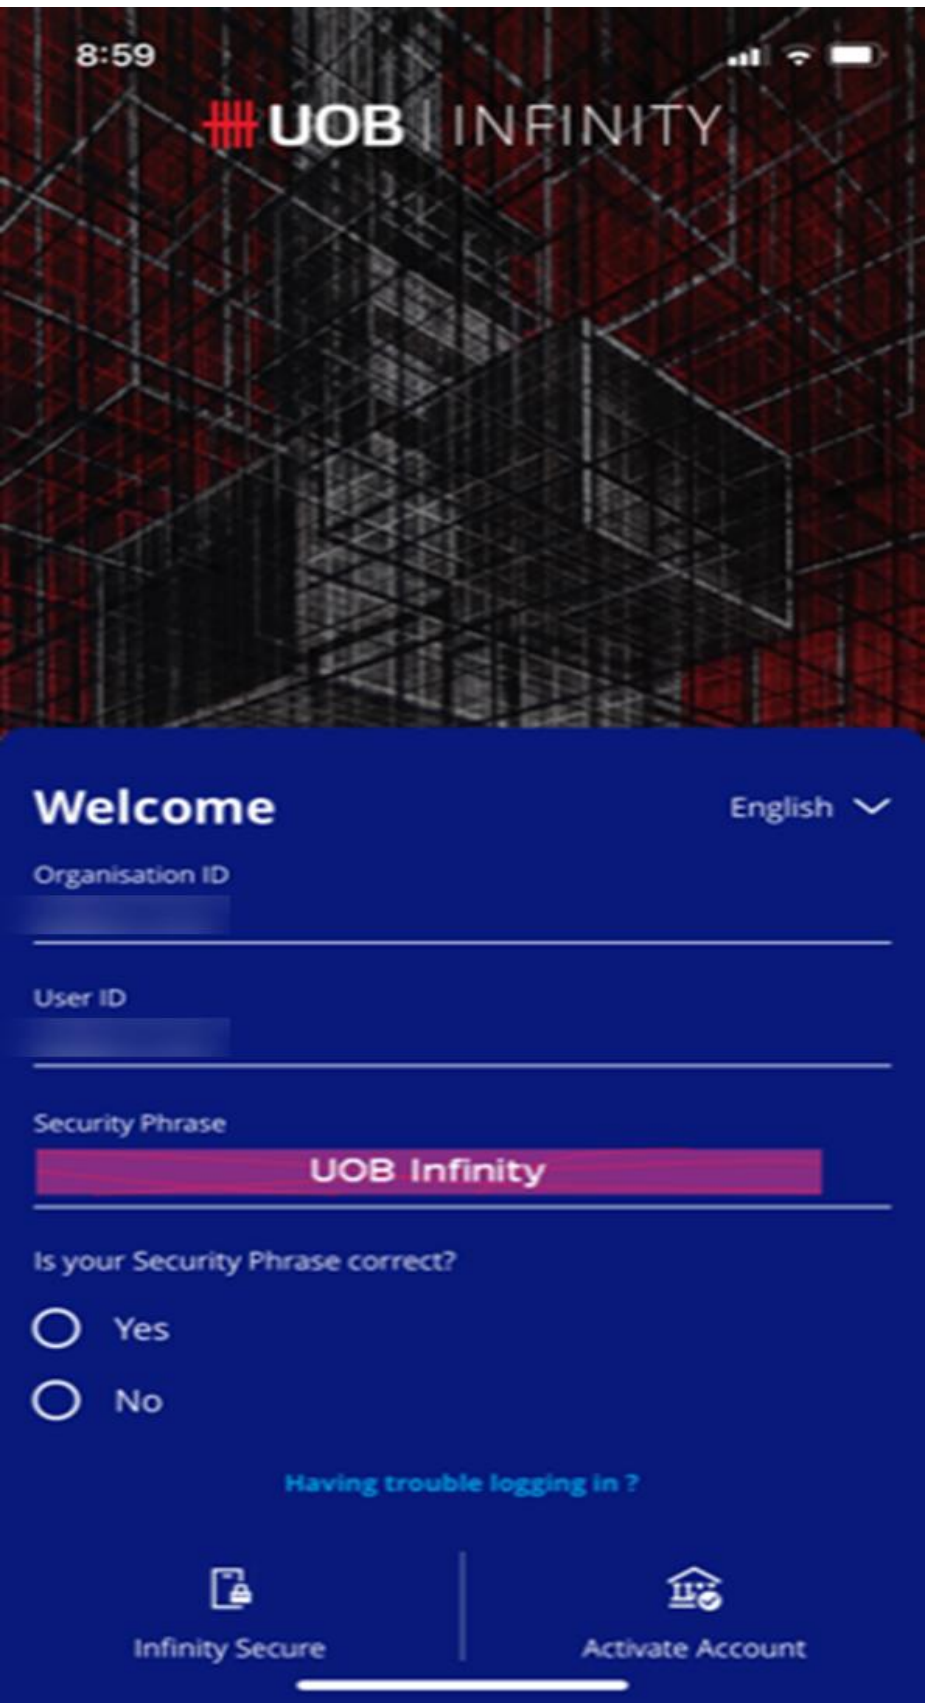 8:59
UOB | INFINITY
Welcome
English
Organisation ID
User ID
Security Phrase
UOB Infinity
Is your Security Phrase correct?
Yes
No
Having trouble logging in ?
Infinity Secure
Activate Account